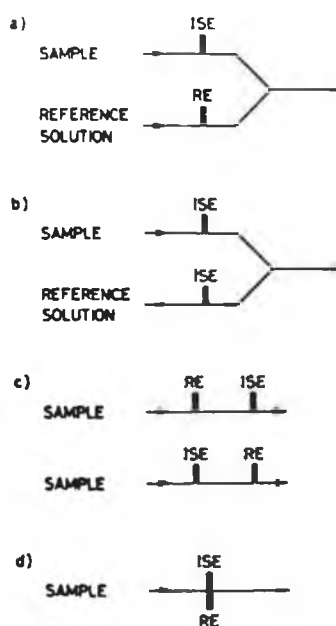 a)
ISE
SAMPLE
RE
REFERENCE
SOLUTION
b)
ISE
SAMPLE
ISE
REFERENCE
SOLUTION
c)
RE ISE
SAMPLE
ISE RE
SAMPLE
d)
ISE
SAMPLE
RE